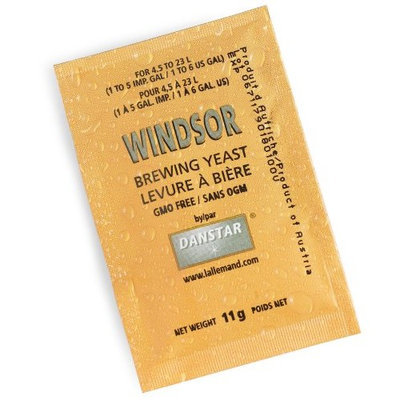 FOR 4.5 TO 23 L
(1 TO 5 IMP. GAL / 1 TO 6 US GAL)
POUR 4,5 À 23 L
(1 À 5 GAL. IMP. / 1 À 6 GAL. US)
WINDSOR
BREWING YEAST
LEVURE À BIÈRE
GMO FREE / SANS OGM
by/par
DANSTAR®
www.lallemand.com
NET WEIGHT 11g POIDS NET
Produit d'Autriche/Product of Austria